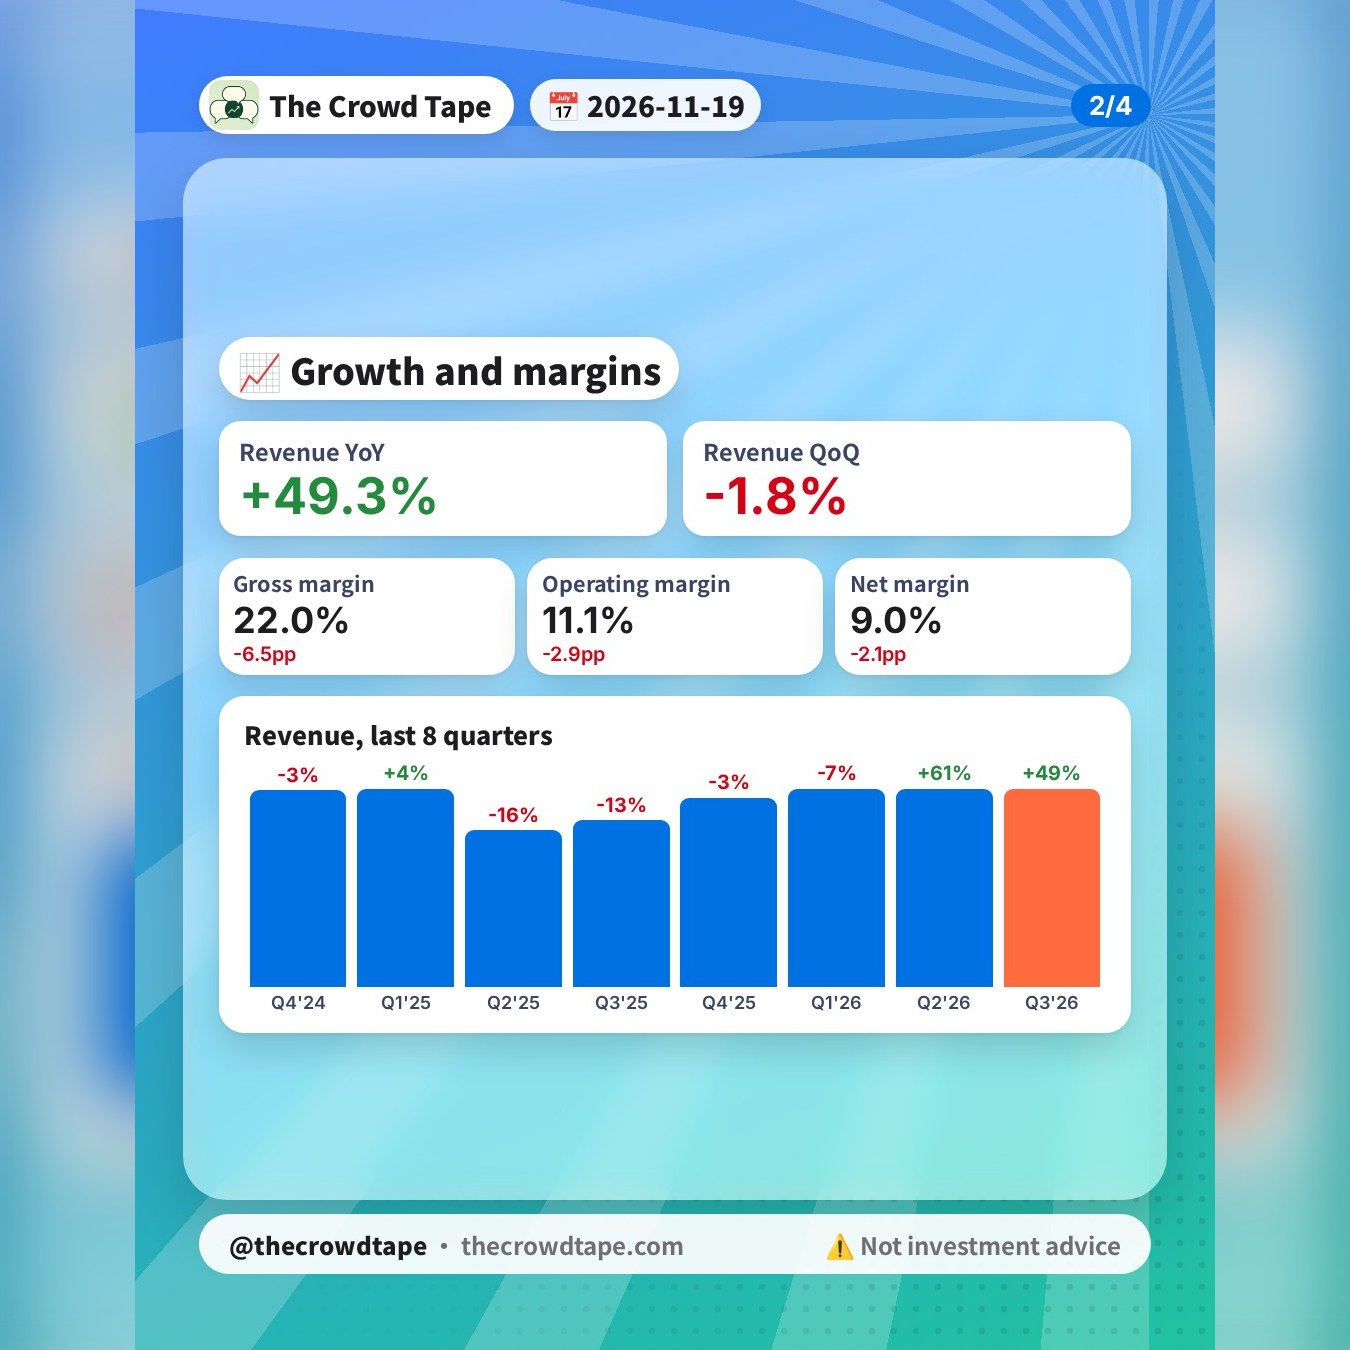 The Crowd Tape
📅 2026-11-19
2/4
📈 Growth and margins
Revenue YoY
+49.3%
Revenue QoQ
-1.8%
Gross margin
22.0%
-6.5pp
Operating margin
11.1%
-2.9pp
Net margin
9.0%
-2.1pp
Revenue, last 8 quarters
-3% +4% -16% -13% -3% -7% +61% +49%
Q4'24 Q1'25 Q2'25 Q3'25 Q4'25 Q1'26 Q2'26 Q3'26
@thecrowdtape • thecrowdtape.com
⚠️ Not investment advice